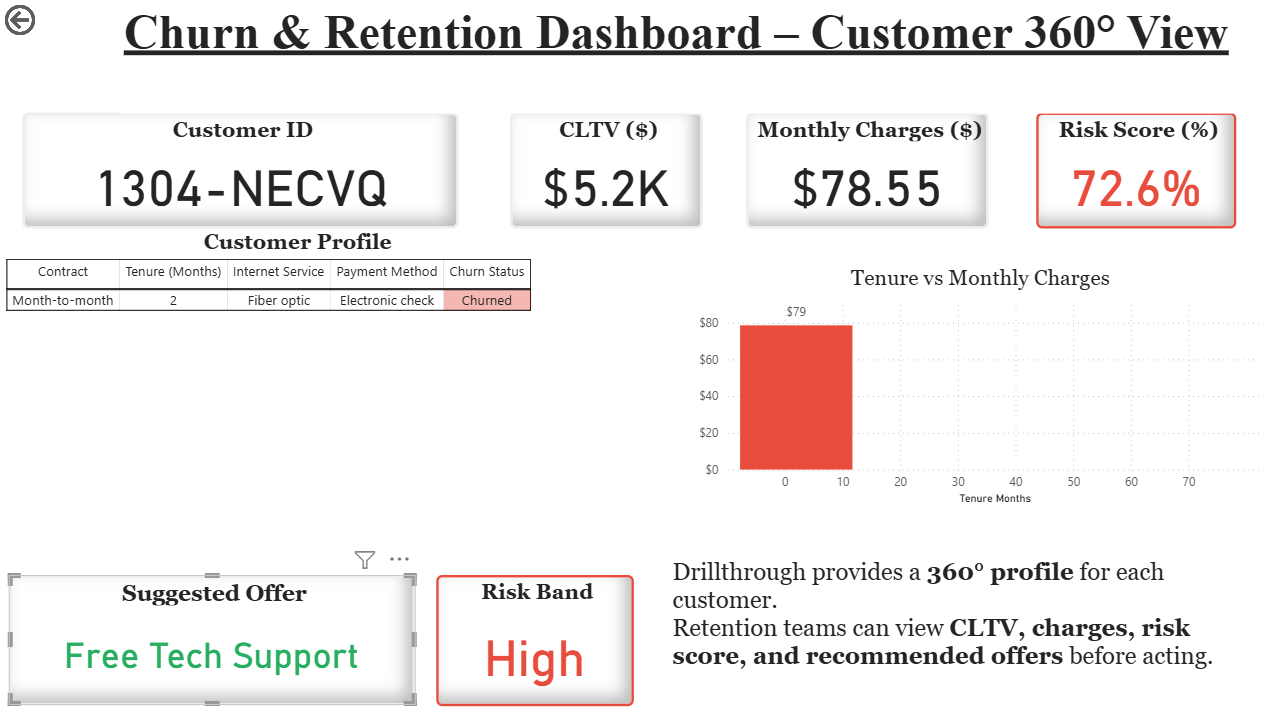 Churn & Retention Dashboard – Customer 360° View
Customer ID
1304-NECVQ
CLTV ($)
$5.2K
Monthly Charges ($)
$78.55
Risk Score (%)
72.6%
Customer Profile
Contract Tenure (Months) Internet Service Payment Method Churn Status
Month-to-month 2 Fiber optic Electronic check Churned
Tenure vs Monthly Charges
$79
$80
$60
$40
$20
$0
0 10 20 30 40 50 60 70
Tenure Months
Suggested Offer
Free Tech Support
Risk Band
High
Drillthrough provides a 360° profile for each
customer.
Retention teams can view CLTV, charges, risk
score, and recommended offers before acting.